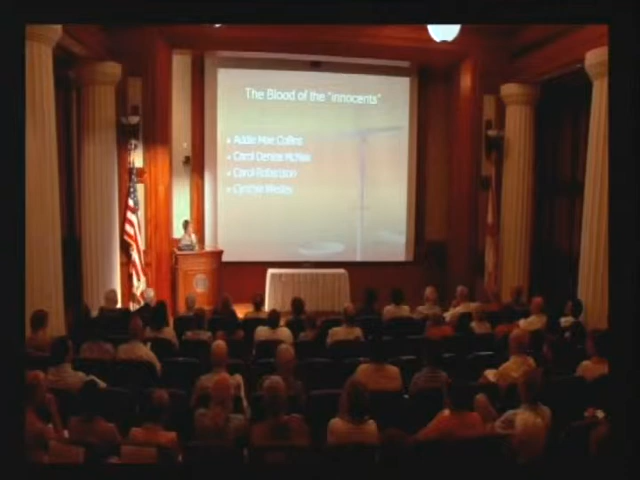 The Blood of the "innocents"
Addie Mae Collins
Carol Denise McNair
Carol Robertson
Cynthia Wesley